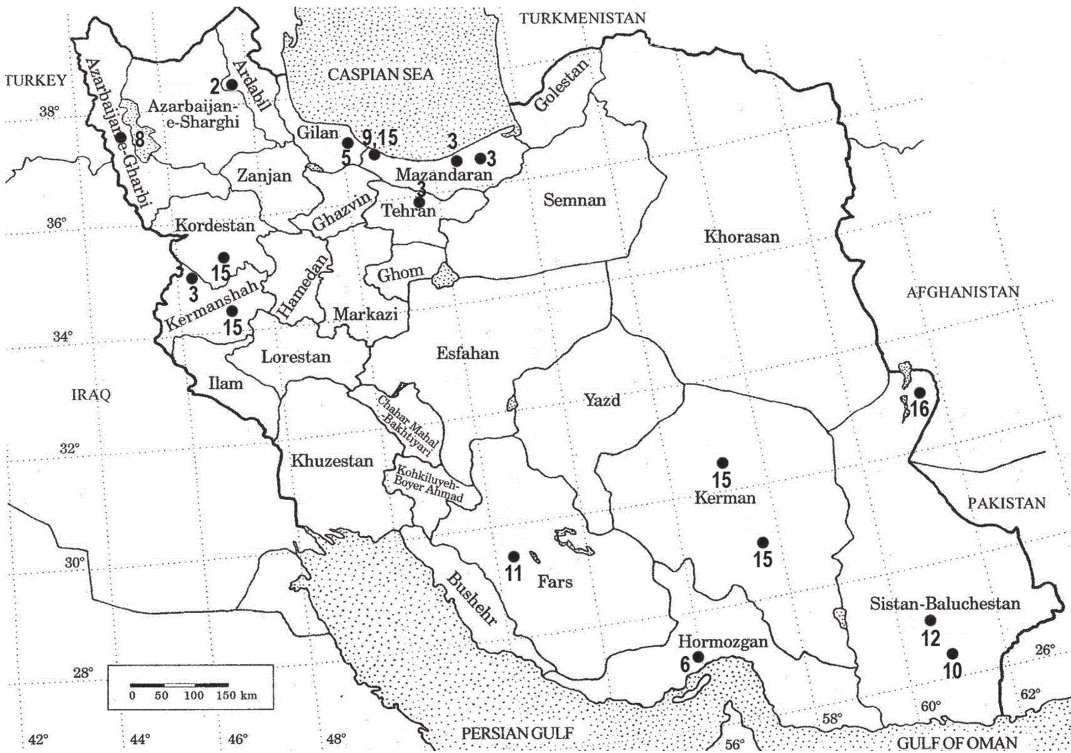 TURKMENISTAN
TURKEY
CASPIAN SEA
38°
Azarbaijan-e-Gharbi
2
Azarbaijan-
e-Sharghi
Ardabil
8
Gilan
5
9,15
3
3
Golestan
Mazandaran
Zanjan
Ghazvin
3
Tehran
Semnan
Khorasan
36°
Kordestan
15
3
3
Kermanshah
15
Hamedan
Ghom
Markazi
AFGHANISTAN
34°
Lorestan
Esfahan
Ilam
IRAQ
Yazd
16
Chahar Mahal
-Bakhtiyari
32°
Khuzestan
Kohkiluyeh-
Boyer Ahmad
15
Kerman
PAKISTAN
30°
11
Fars
15
Bushehr
Sistan-Baluchestan
12
10
Hormozgan
6
28°
26°
0 50 100 150 km
42°
44°
46°
48°
PERSIAN GULF
56°
58°
60°
62°
GULF OF OMAN